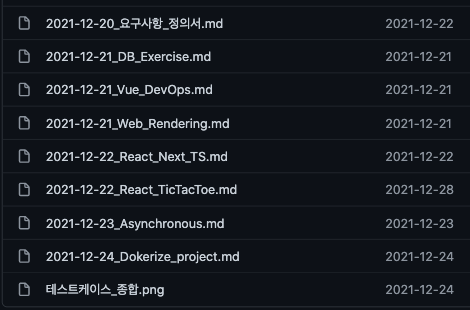 2021-12-20_요구사항_정의서.md 2021-12-22
2021-12-21_DB_Exercise.md 2021-12-21
2021-12-21_Vue_DevOps.md 2021-12-21
2021-12-21_Web_Rendering.md 2021-12-21
2021-12-22_React_Next_TS.md 2021-12-22
2021-12-22_React_TicTacToe.md 2021-12-28
2021-12-23_Asynchronous.md 2021-12-23
2021-12-24_Dokerize_project.md 2021-12-24
테스트케이스_종합.png 2021-12-24